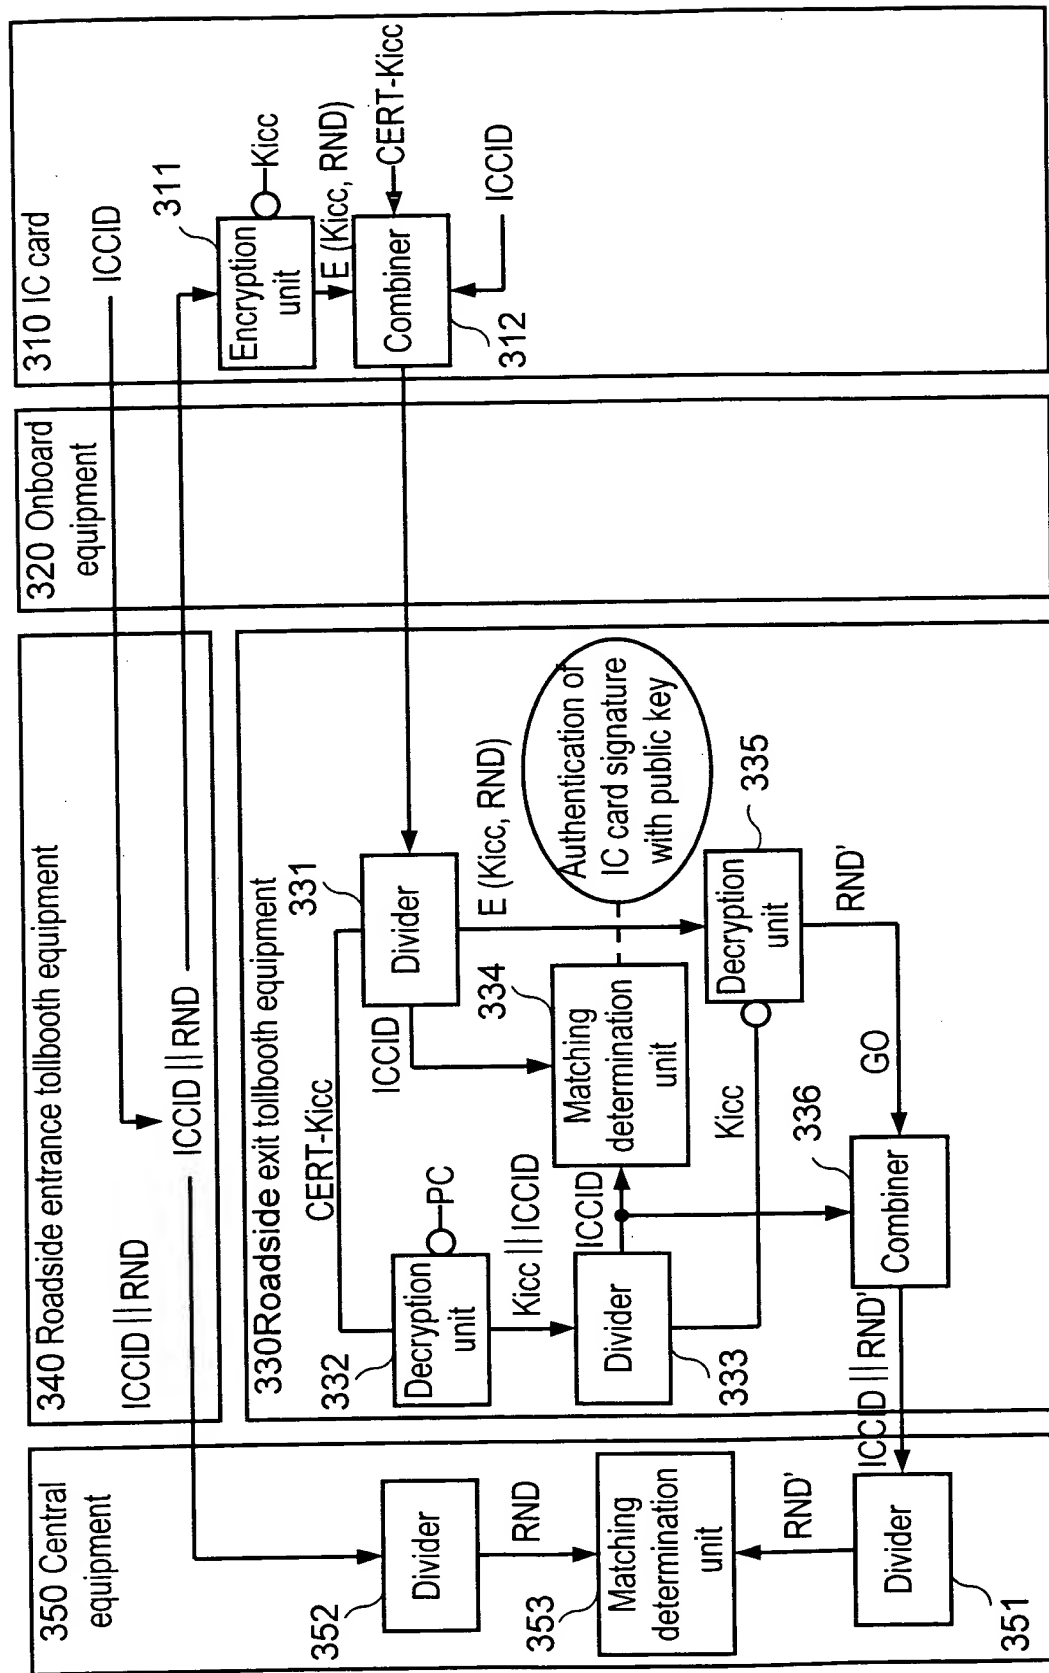 350 Central
equipment
352
Divider
RND
353
Matching
determination
unit
RND'
Divider
351
340 Roadside entrance tollbooth equipment
ICCID || RND
ICCID || RND
330Roadside exit tollbooth equipment
331
Divider
CERT-Kicc
ICCID
E (Kicc, RND)
332
Decryption
unit
PC
Kicc || ICCID
Divider
333
ICCID
334
Matching
determination
unit
Authentication of
IC card signature
with public key
Kicc
335
Decryption
unit
RND'
GO
336
Combiner
ICCID || RND'
320 Onboard
equipment
310 IC card
ICCID
311
Encryption
unit
Kicc
E (Kicc, RND)
CERT-Kicc
Combiner
312
ICCID